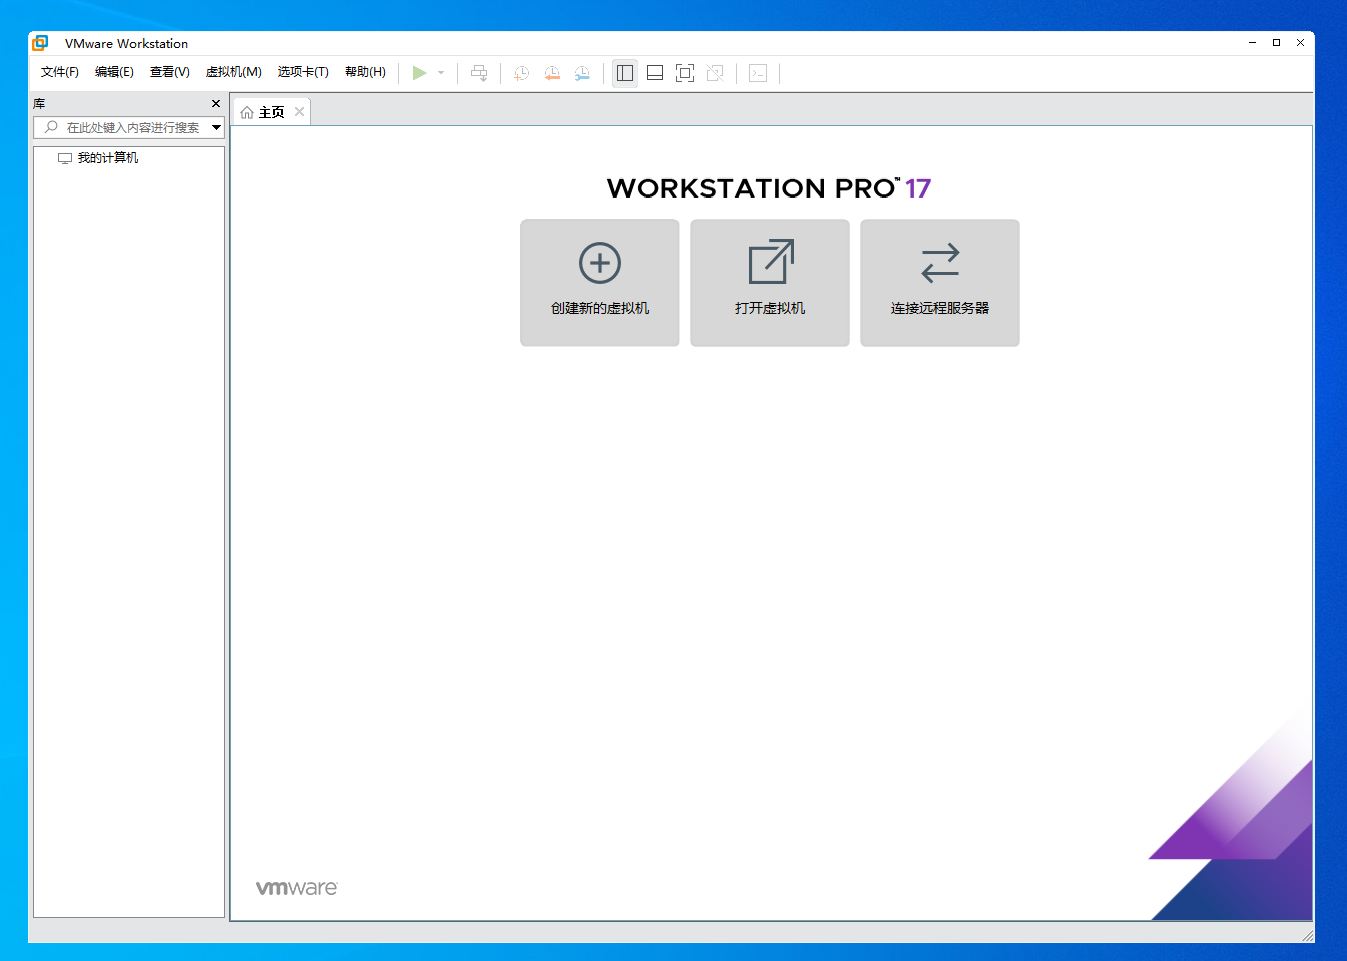 VMware Workstation
文件(F) 编辑(E) 查看(V) 虚拟机(M) 选项卡(T) 帮助(H)
库
在此处键入内容进行搜索
我的计算机
主页
WORKSTATION PRO™ 17
创建新的虚拟机
打开虚拟机
连接远程服务器
vmware